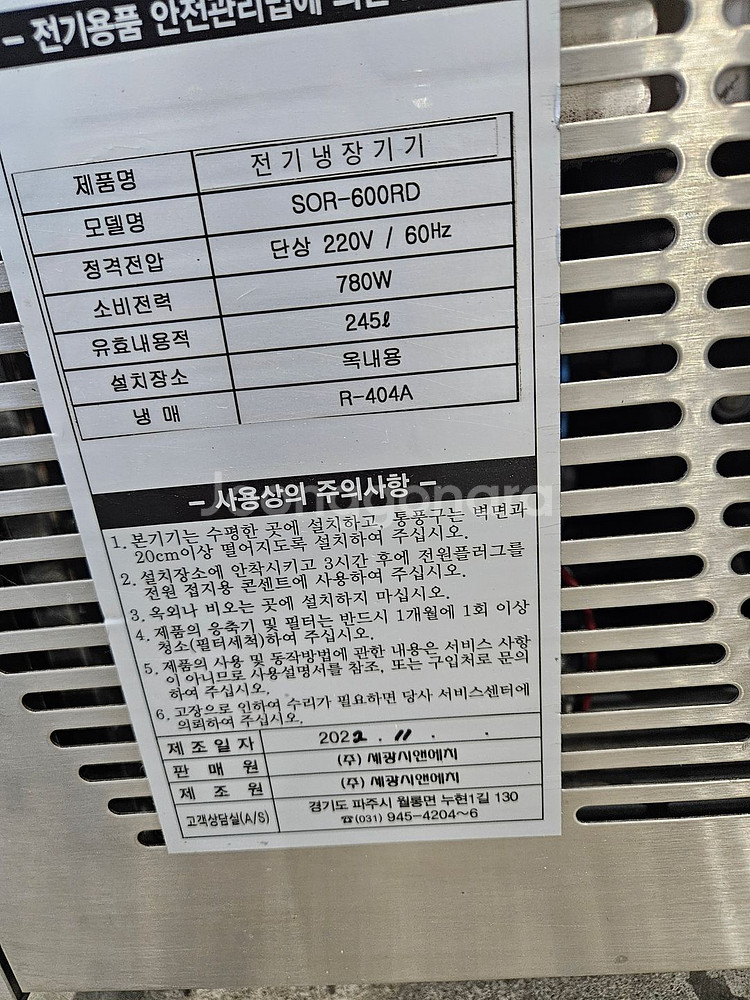 - 전기용품 안전관리법에 의한
제품명 전기냉장기기
모델명 SOR-600RD
정격전압 단상 220V / 60Hz
소비전력 780W
유효내용적 245ℓ
설치장소 옥내용
냉 매 R-404A
- 사용상의 주의사항 -
1. 본기기는 수평한 곳에 설치하고, 통풍구는 벽면과
20cm이상 떨어지도록 설치하여 주십시오.
2. 설치장소에 안착시키고 3시간 후에 전원플러그를
전원 접지용 콘센트에 사용하여 주십시오.
3. 옥외나 비오는 곳에 설치하지 마십시오.
4. 제품의 응축기 및 필터는 반드시 1개월에 1회 이상
청소(필터세척)하여 주십시오.
5. 제품의 사용 및 동작방법에 관한 내용은 서비스 사항
이 아니므로 사용설명서를 참조, 또는 구입처로 문의
하여 주십시오.
6. 고장으로 인하여 수리가 필요하면 당사 서비스센터에
의뢰하여 주십시오.
제 조 일 자 2022 . 11 . .
판 매 원 (주) 세광시앤에치
제 조 원 (주) 세광시앤에치
고객상담실(A/S) 경기도 파주시 월롱면 누현1길 130
☎(031) 945-4204~6
Joonggonara